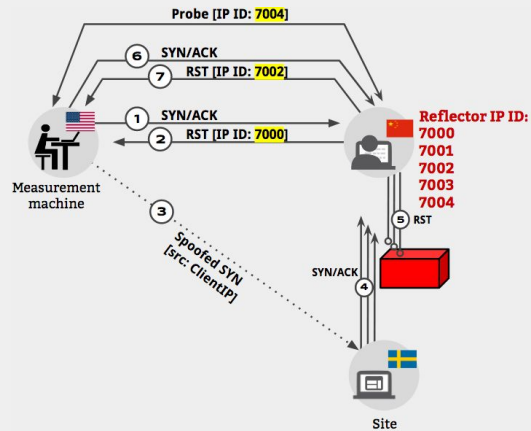 Probe [IP ID: 7004]
6 SYN/ACK
7 RST [IP ID: 7002]
1 SYN/ACK
2 RST [IP ID: 7000]
Reflector IP ID:
7000
7001
7002
7003
7004
Measurement
machine
3
Spoofed SYN
[src: ClientIP]
5 RST
SYN/ACK
4
Site